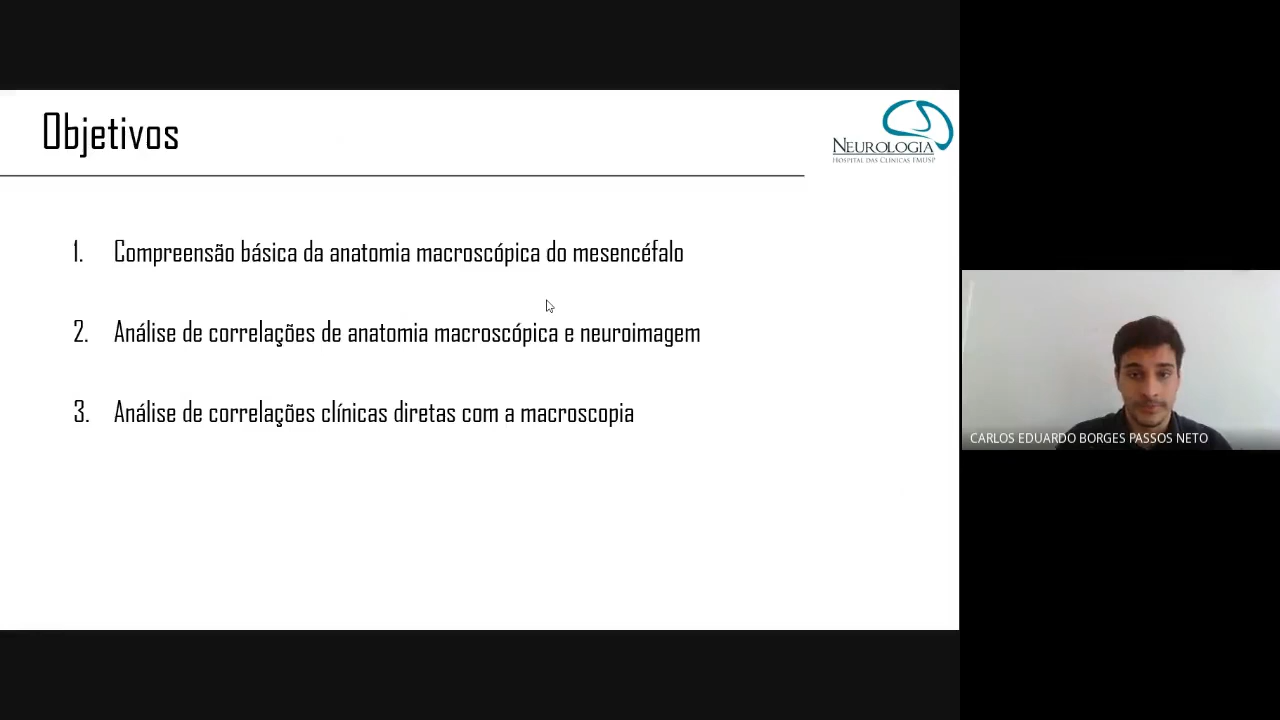 Objetivos
NEUROLOGIA
HOSPITAL DAS CLÍNICAS FMUSP
1. Compreensão básica da anatomia macroscópica do mesencéfalo
2. Análise de correlações de anatomia macroscópica e neuroimagem
3. Análise de correlações clínicas diretas com a macroscopia
CARLOS EDUARDO BORGES PASSOS NETO